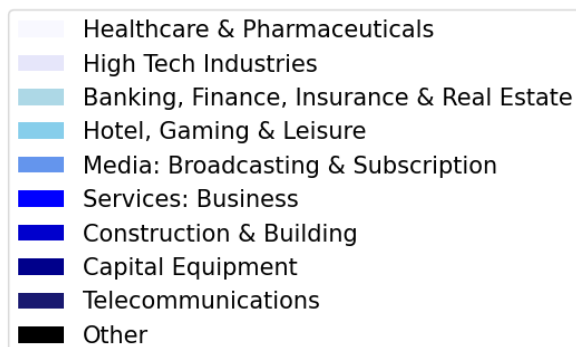 Healthcare & Pharmaceuticals
High Tech Industries
Banking, Finance, Insurance & Real Estate
Hotel, Gaming & Leisure
Media: Broadcasting & Subscription
Services: Business
Construction & Building
Capital Equipment
Telecommunications
Other